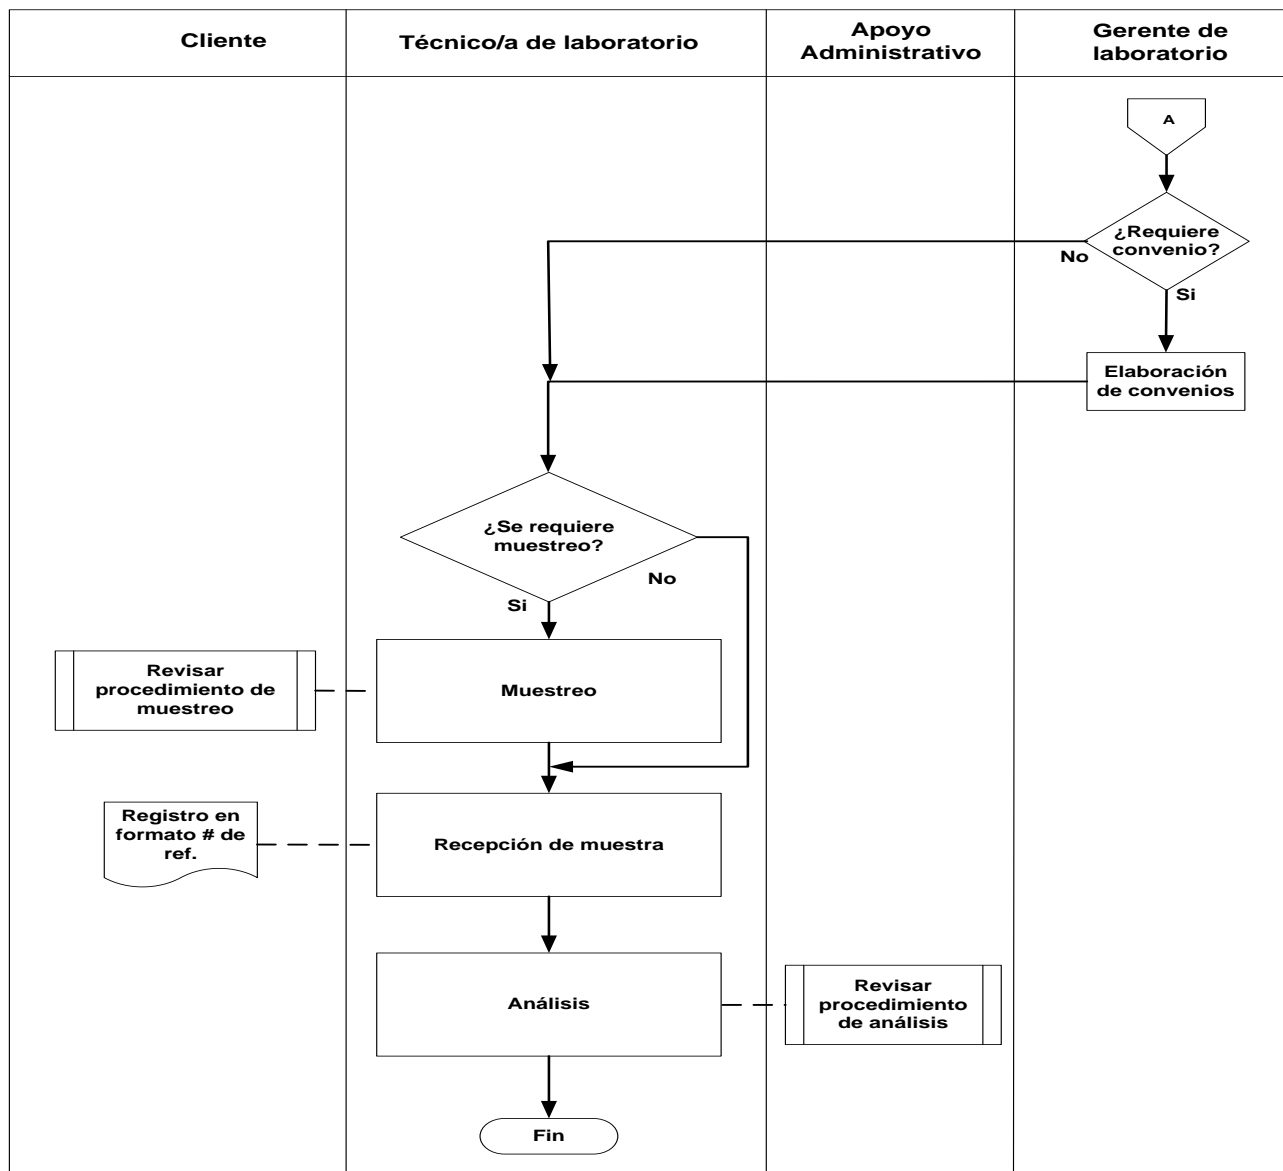 Cliente
Técnico/a de laboratorio
Apoyo
Administrativo
Gerente de
laboratorio
A
¿Requiere
convenio?
No
Si
Elaboración
de convenios
¿Se requiere
muestreo?
No
Si
Revisar
procedimiento de
muestreo
Muestreo
Registro en
formato # de
ref.
Recepción de muestra
Análisis
Revisar
procedimiento
de análisis
Fin